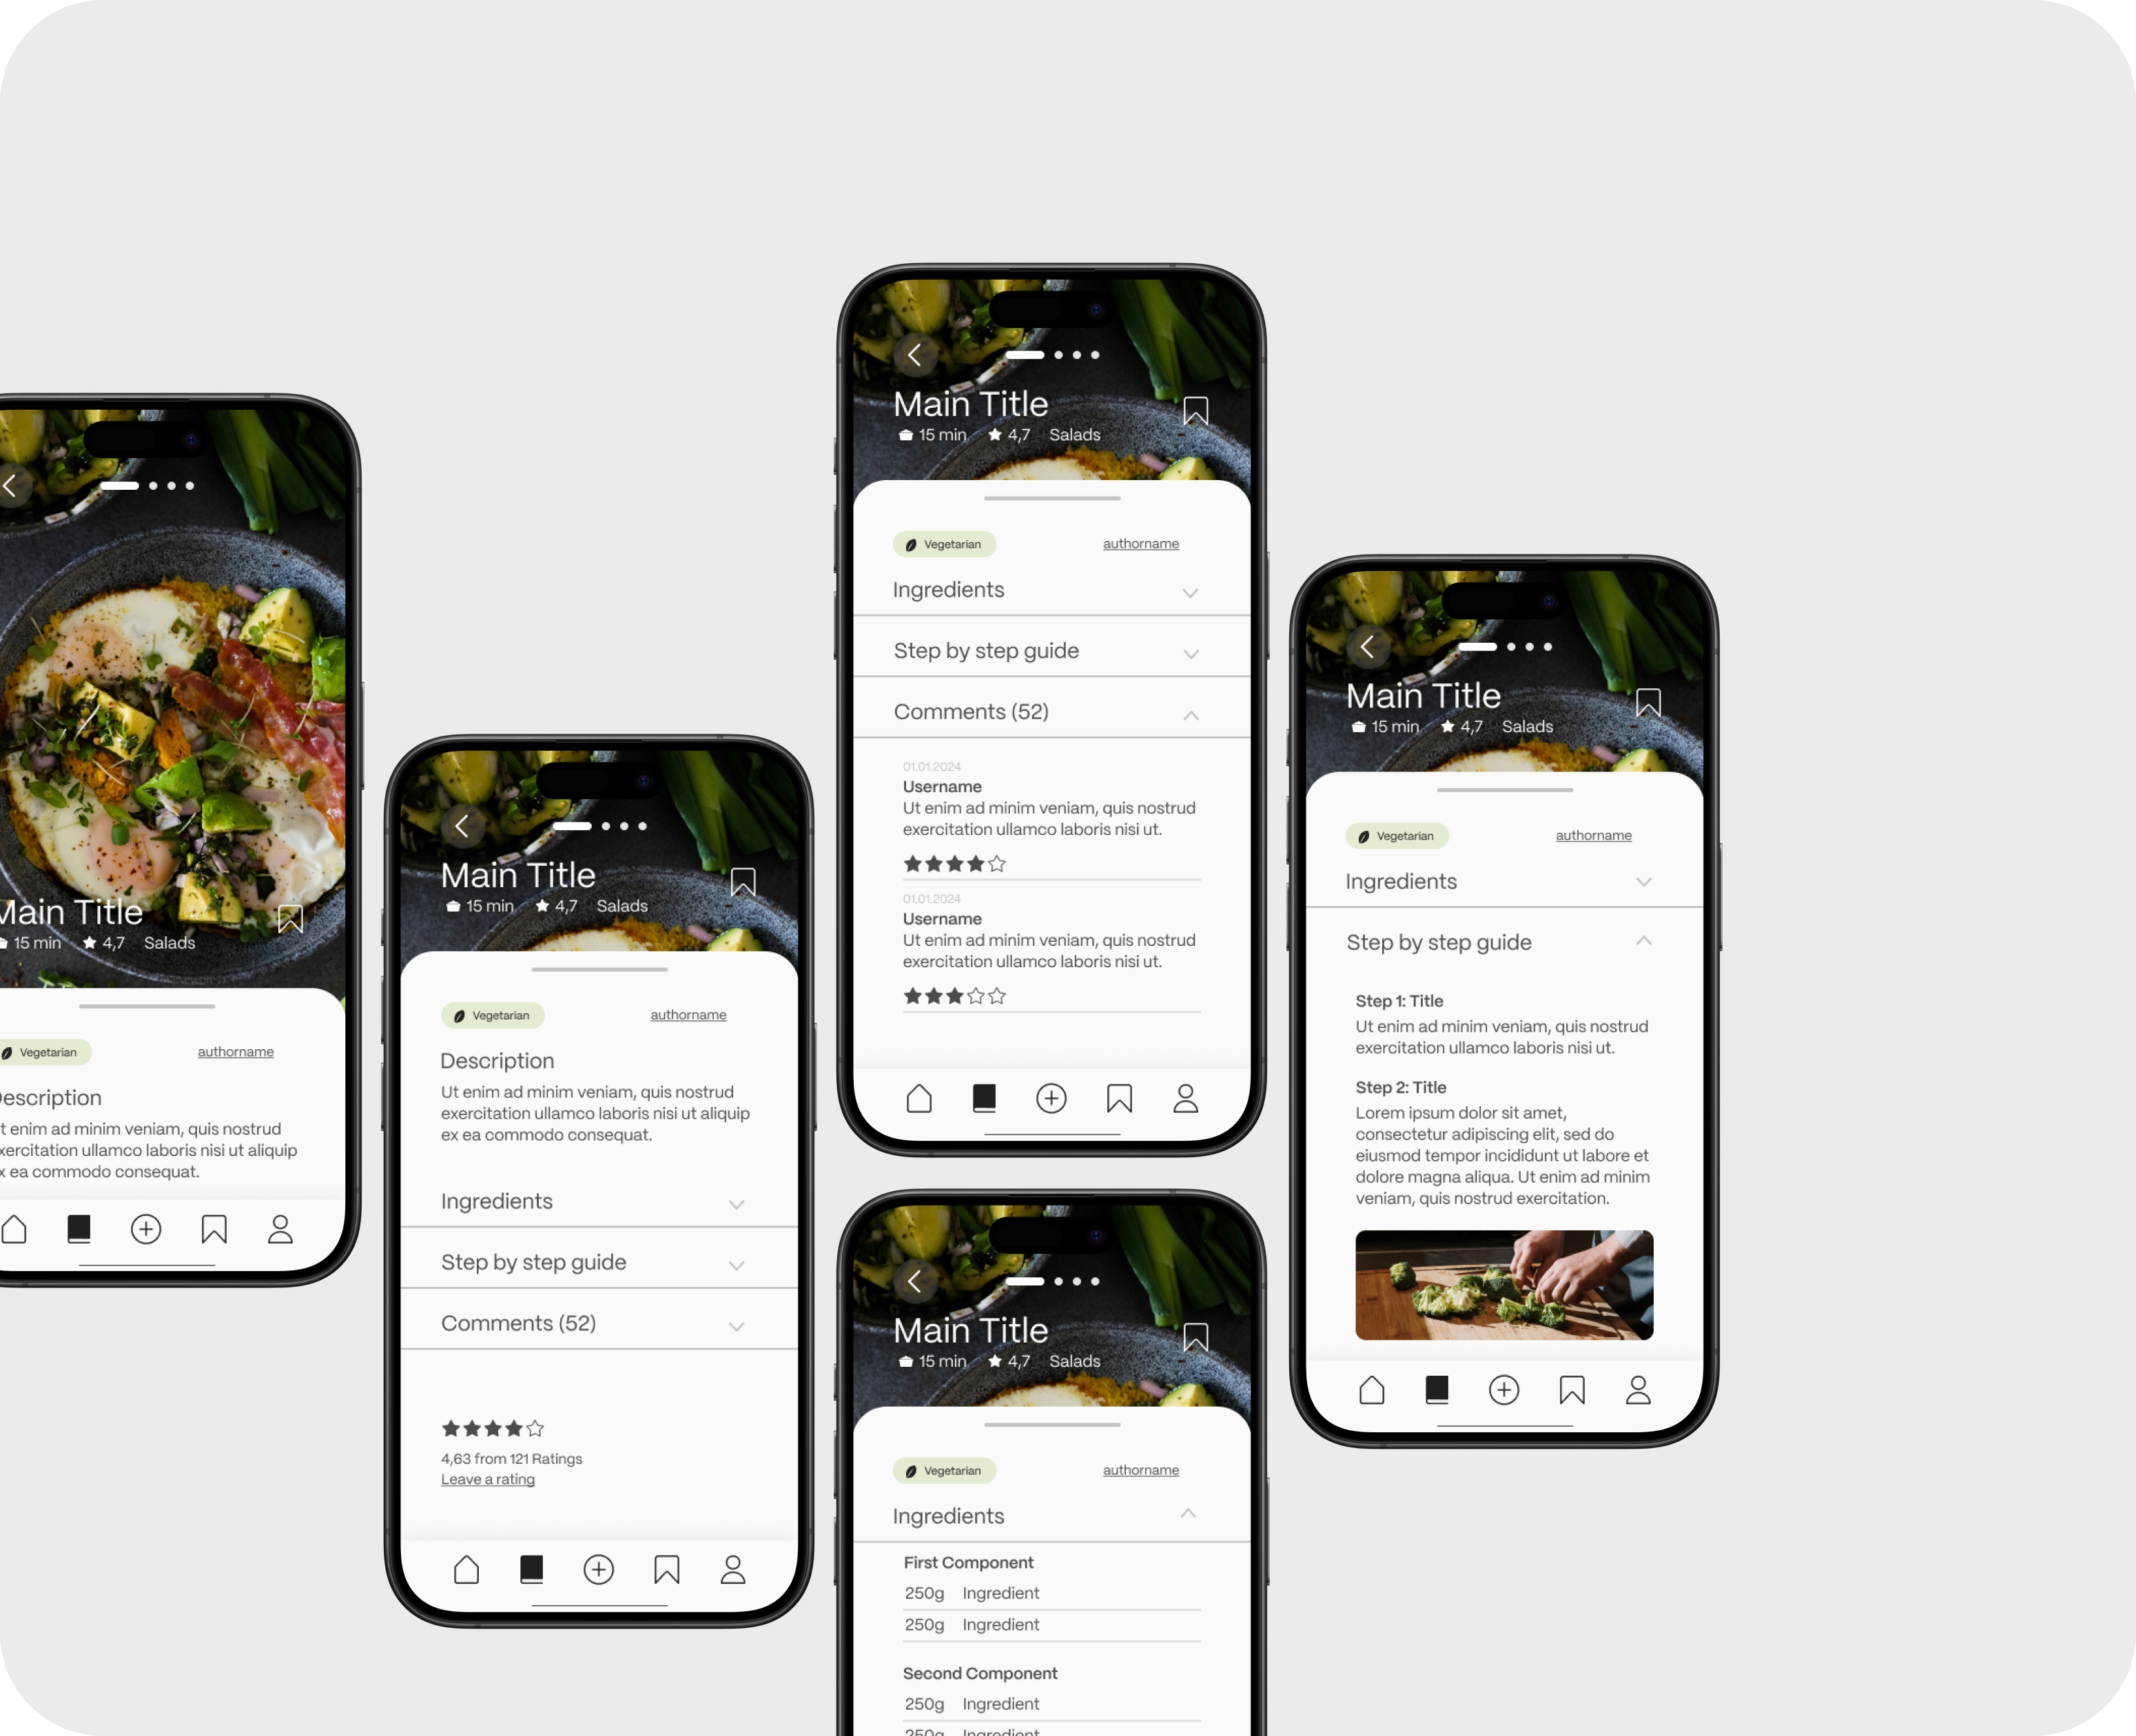 Main Title
15 min 4,7 Salads
Vegetarian authorname
Description
Ut enim ad minim veniam, quis nostrud
exercitation ullamco laboris nisi ut aliquip
ex ea commodo consequat.
Main Title
15 min 4,7 Salads
Vegetarian authorname
Description
Ut enim ad minim veniam, quis nostrud
exercitation ullamco laboris nisi ut aliquip
ex ea commodo consequat.
Ingredients
Step by step guide
Comments (52)
4,63 from 121 Ratings
Leave a rating
Main Title
15 min 4,7 Salads
Vegetarian authorname
Ingredients
Step by step guide
Comments (52)
01.01.2024
Username
Ut enim ad minim veniam, quis nostrud
exercitation ullamco laboris nisi ut.
01.01.2024
Username
Ut enim ad minim veniam, quis nostrud
exercitation ullamco laboris nisi ut.
Main Title
15 min 4,7 Salads
Vegetarian authorname
Ingredients
First Component
250g Ingredient
250g Ingredient
Second Component
250g Ingredient
250g Ingredient
Main Title
15 min 4,7 Salads
Vegetarian authorname
Ingredients
Step by step guide
Step 1: Title
Ut enim ad minim veniam, quis nostrud
exercitation ullamco laboris nisi ut.
Step 2: Title
Lorem ipsum dolor sit amet,
consectetur adipiscing elit, sed do
eiusmod tempor incididunt ut labore et
dolore magna aliqua. Ut enim ad minim
veniam, quis nostrud exercitation.